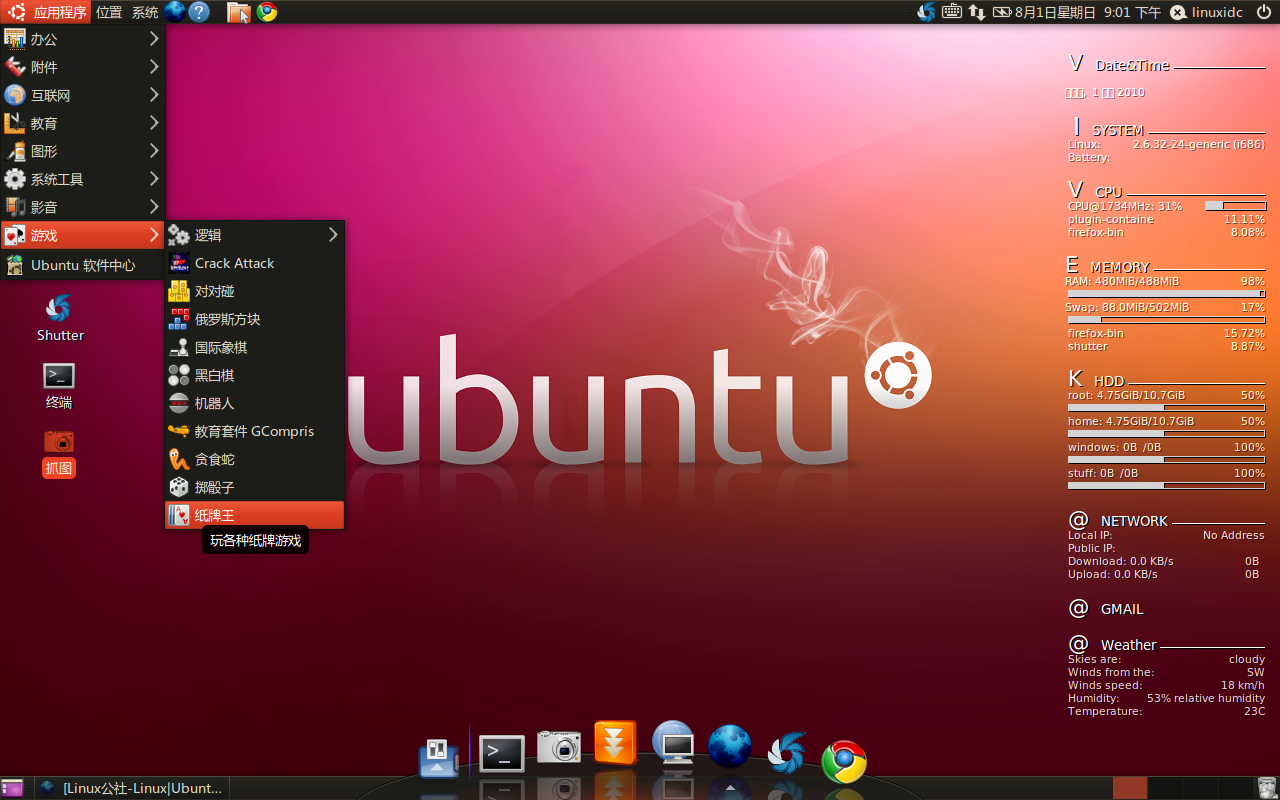 应用程序 位置 系统
8月1日星期日 9:01 下午 linuxidc
办公
附件
互联网
教育
图形
系统工具
影音
游戏
Ubuntu 软件中心
逻辑
Crack Attack
对对碰
俄罗斯方块
国际象棋
黑白棋
机器人
教育套件 GCompris
贪食蛇
掷骰子
纸牌王
玩各种纸牌游戏
Shutter
终端
抓图
ubuntu
V Date&Time
, 1 2010
I SYSTEM
Linux: 2.6.32-24-generic (i686)
Battery:
V CPU
CPU@1734MHz: 31%
plugin-containe 11.11%
firefox-bin 8.08%
E MEMORY
RAM: 480MiB/488MiB 98%
Swap: 88.0MiB/502MiB 17%
firefox-bin 15.72%
shutter 8.87%
K HDD
root: 4.75GiB/10.7GiB 50%
home: 4.75GiB/10.7GiB 50%
windows: 0B /0B 100%
stuff: 0B /0B 100%
@ NETWORK
Local IP: No Address
Public IP:
Download: 0.0 KB/s 0B
Upload: 0.0 KB/s 0B
@ GMAIL
@ Weather
Skies are: cloudy
Winds from the: SW
Winds speed: 18 km/h
Humidity: 53% relative humidity
Temperature: 23C
[Linux公社-Linux|Ubunt...